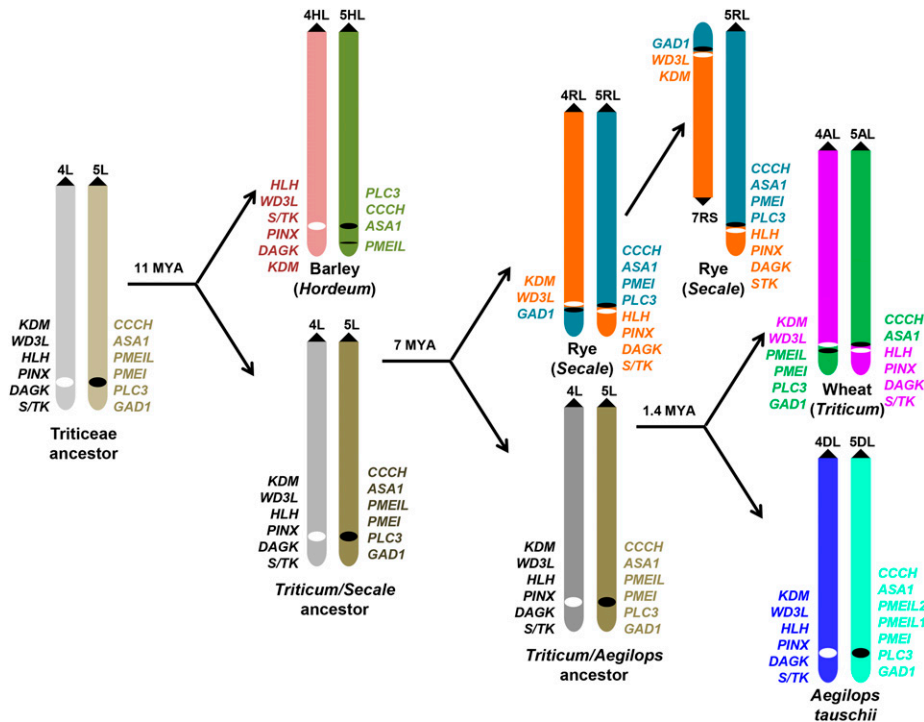 4HL 5HL
HLH
WD3L
S/TK
PINX
DAGK
KDM
PLC3
CCCH
ASA1
PMEIL
Barley
(Hordeum)
4L 5L
KDM
WD3L
HLH
PINX
DAGK
S/TK
CCCH
ASA1
PMEIL
PMEI
PLC3
GAD1
Triticeae
ancestor
11 MYA
4L 5L
KDM
WD3L
HLH
PINX
DAGK
S/TK
CCCH
ASA1
PMEIL
PMEI
PLC3
GAD1
Triticum/Secale
ancestor
7 MYA
4RL 5RL
KDM
WD3L
GAD1
CCCH
ASA1
PMEI
PLC3
HLH
PINX
DAGK
S/TK
Rye
(Secale)
5RL
GAD1
WD3L
KDM
7RS
CCCH
ASA1
PMEI
PLC3
HLH
PINX
DAGK
STK
Rye
(Secale)
4L 5L
KDM
WD3L
HLH
PINX
DAGK
S/TK
CCCH
ASA1
PMEIL
PMEI
PLC3
GAD1
Triticum/Aegilops
ancestor
1.4 MYA
4AL 5AL
KDM
WD3L
PMEIL
PMEI
PLC3
GAD1
CCCH
ASA1
HLH
PINX
DAGK
S/TK
Wheat
(Triticum)
4DL 5DL
KDM
WD3L
HLH
PINX
DAGK
S/TK
CCCH
ASA1
PMEIL2
PMEIL1
PMEI
PLC3
GAD1
Aegilops
tauschii